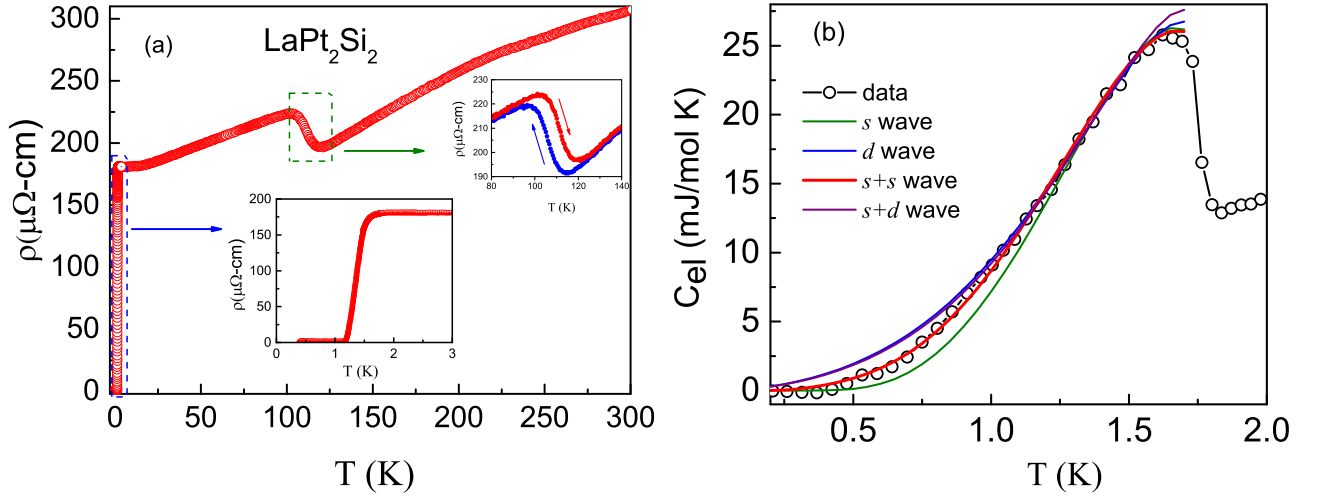 (a)
LaPt2Si2
300
250
200
150
100
50
0
ρ(μΩ-cm)
0
50
100
150
200
250
300
T (K)
230
220
210
200
190
ρ(μΩ-cm)
80
100
120
140
T (K)
200
150
100
50
0
ρ(μΩ-cm)
0
1
2
3
T (K)
(b)
data
s wave
d wave
s+s wave
s+d wave
25
20
15
10
5
0
Cel (mJ/mol K)
0.5
1.0
1.5
2.0
T (K)